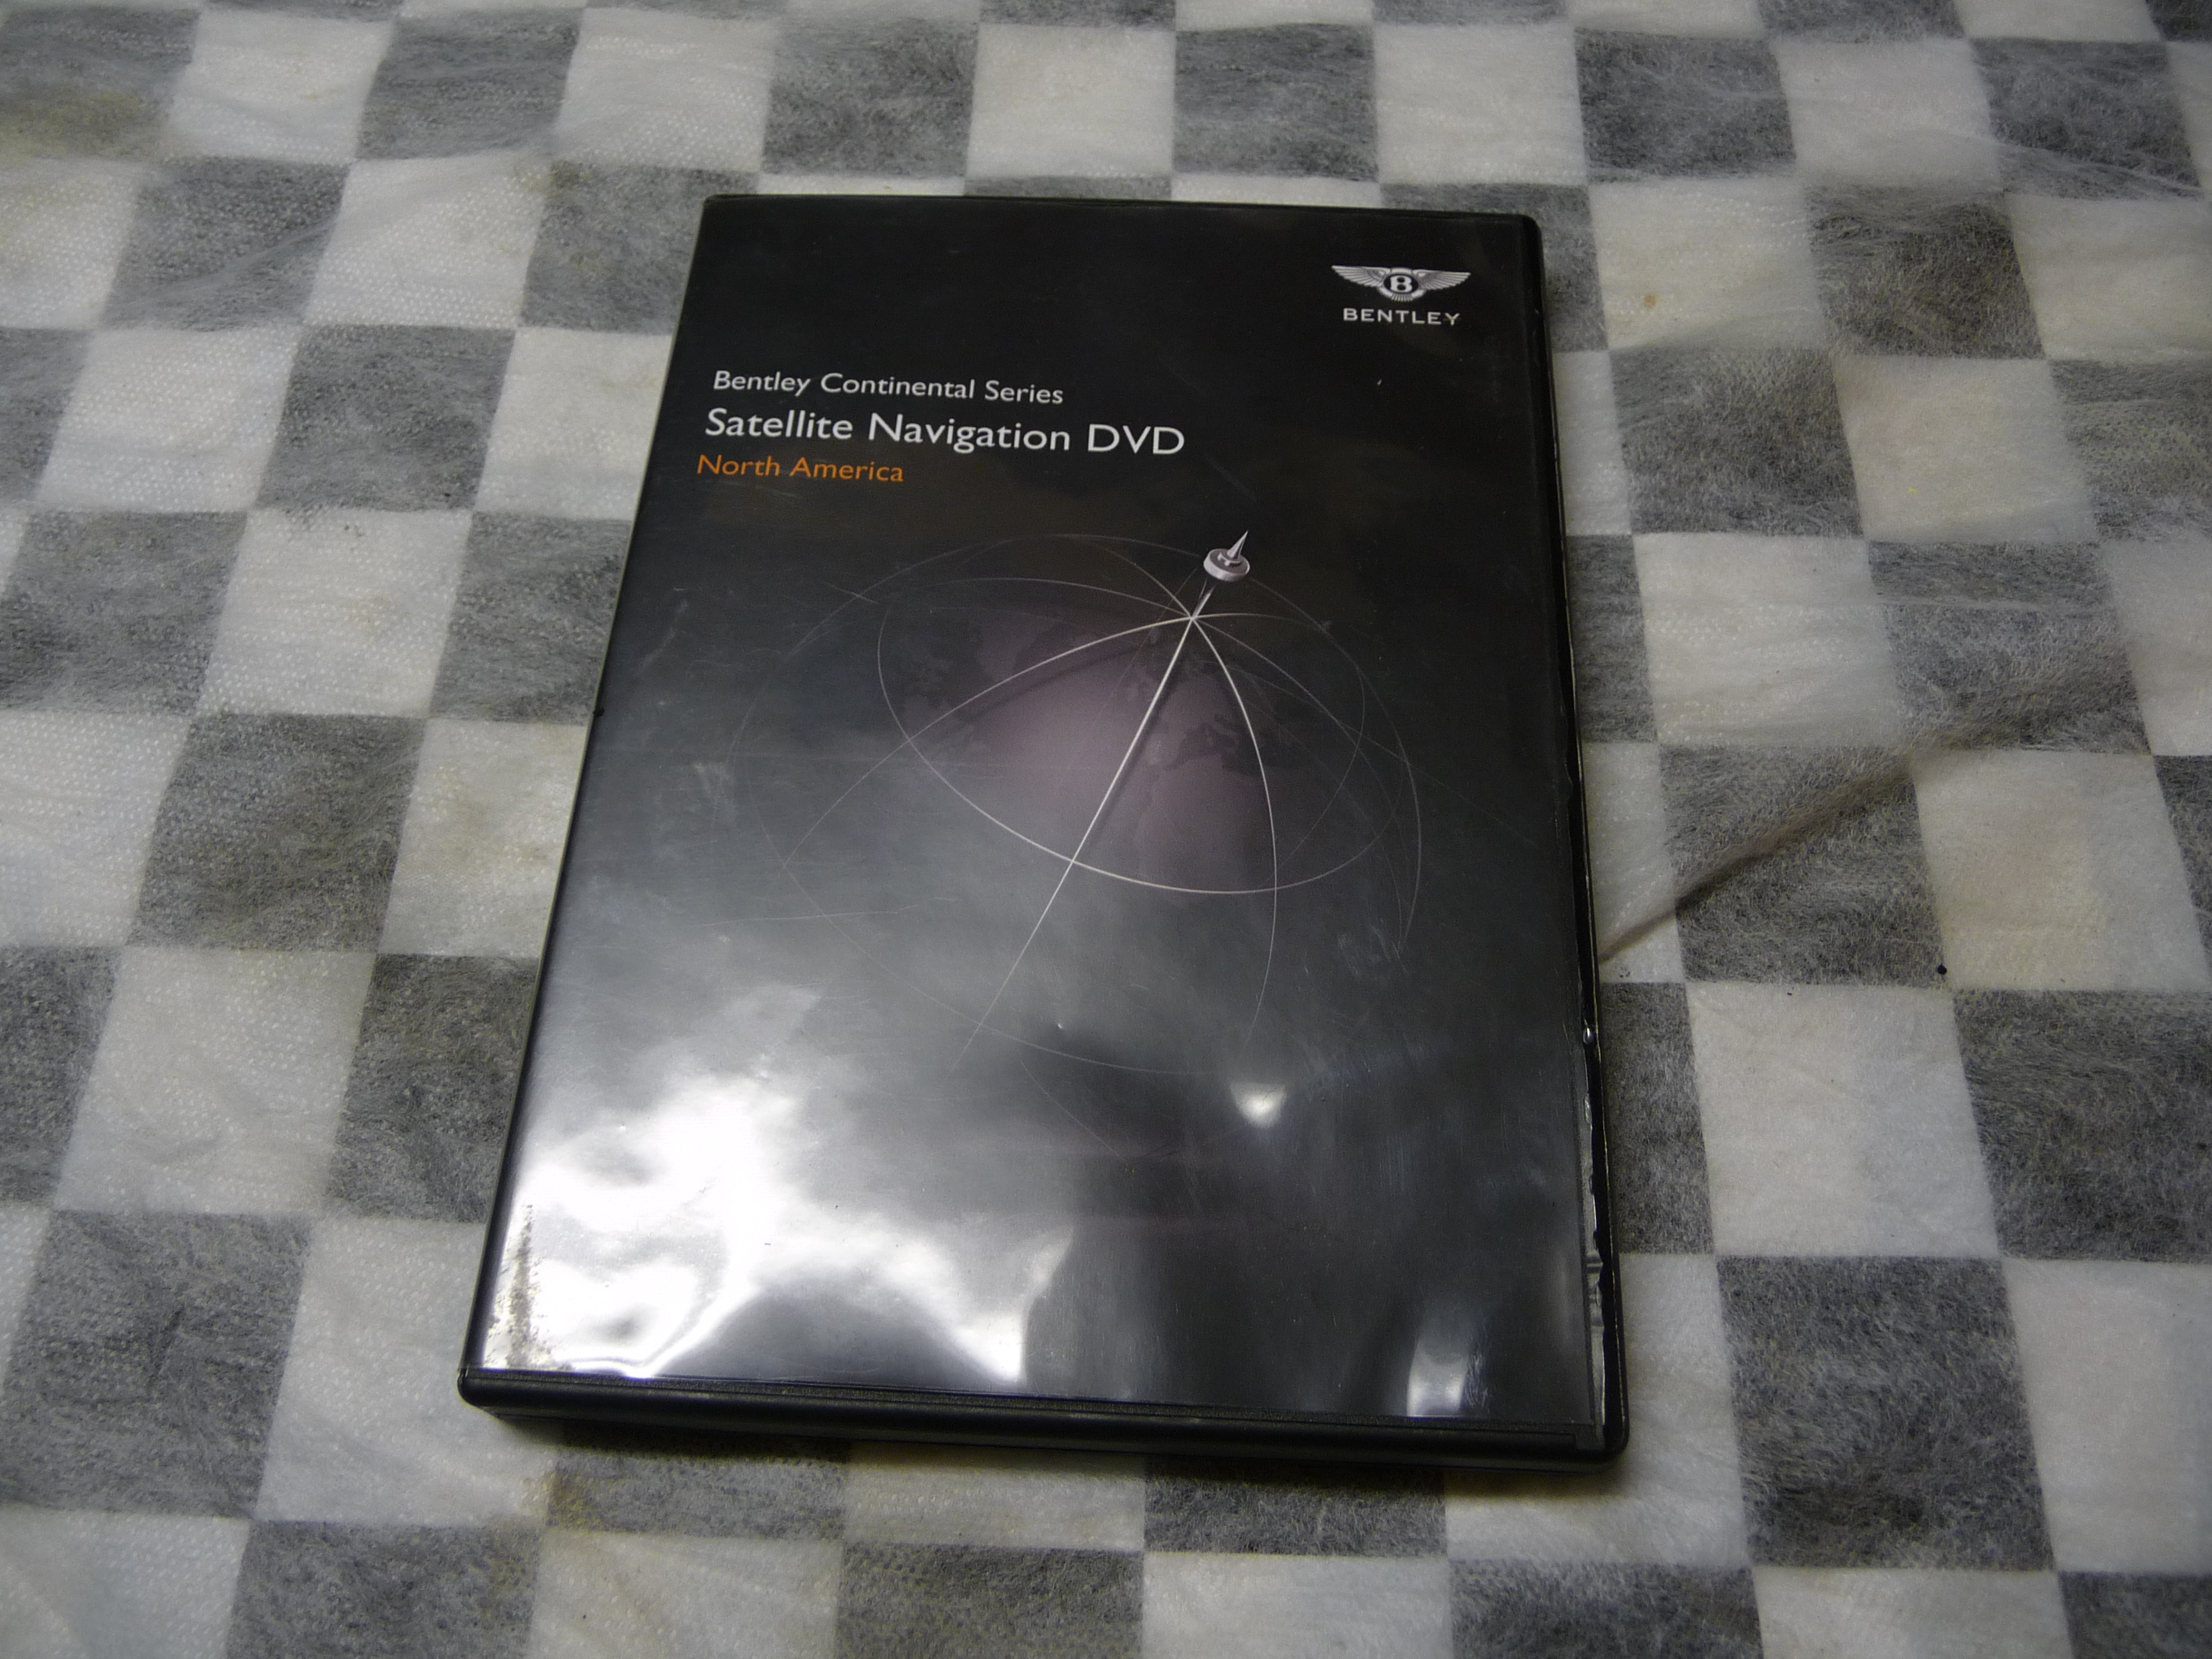 B
BENTLEY
Bentley Continental Series
Satellite Navigation DVD
North America